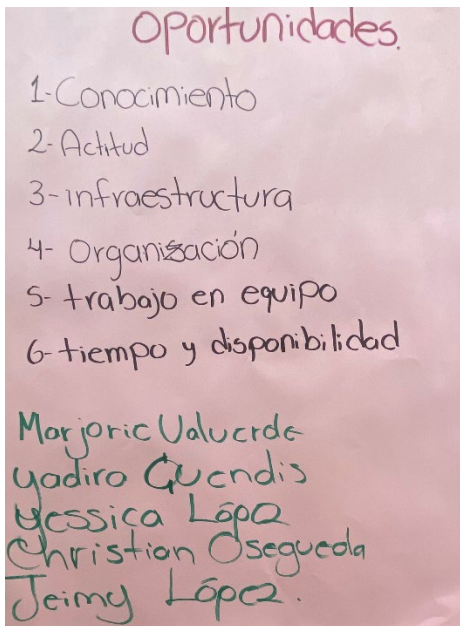 Oportunidades.
1-Conocimiento
2-Actitud
3-infraestructura
4- Organización
5- trabajo en equipo
6-tiempo y disponibilidad
Marjorie Valverde
Yadira Guendis
Yessica López
Christian Osegueda
Jeimy López.